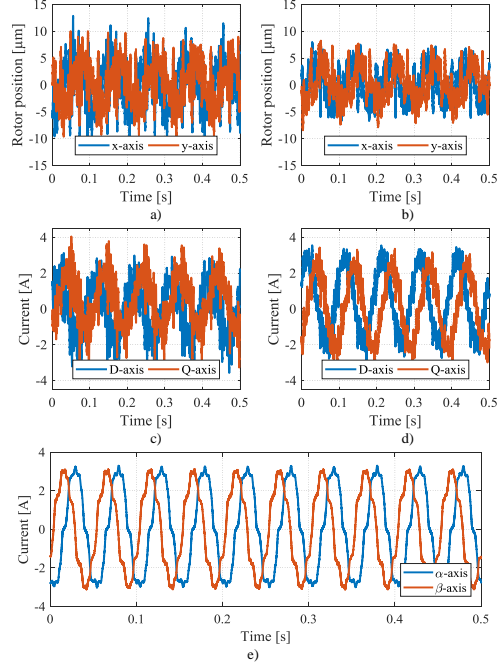 15
10
5
0
-5
-10
-15
Rotor position [μm]
x-axis
y-axis
0
0.1
0.2
0.3
0.4
0.5
Time [s]
a)
15
10
5
0
-5
-10
-15
Rotor position [μm]
x-axis
y-axis
0
0.1
0.2
0.3
0.4
0.5
Time [s]
b)
4
2
0
-2
-4
Current [A]
D-axis
Q-axis
0
0.1
0.2
0.3
0.4
0.5
Time [s]
c)
4
2
0
-2
-4
Current [A]
D-axis
Q-axis
0
0.1
0.2
0.3
0.4
0.5
Time [s]
d)
4
2
0
-2
-4
Current [A]
α-axis
β-axis
0
0.1
0.2
0.3
0.4
0.5
Time [s]
e)